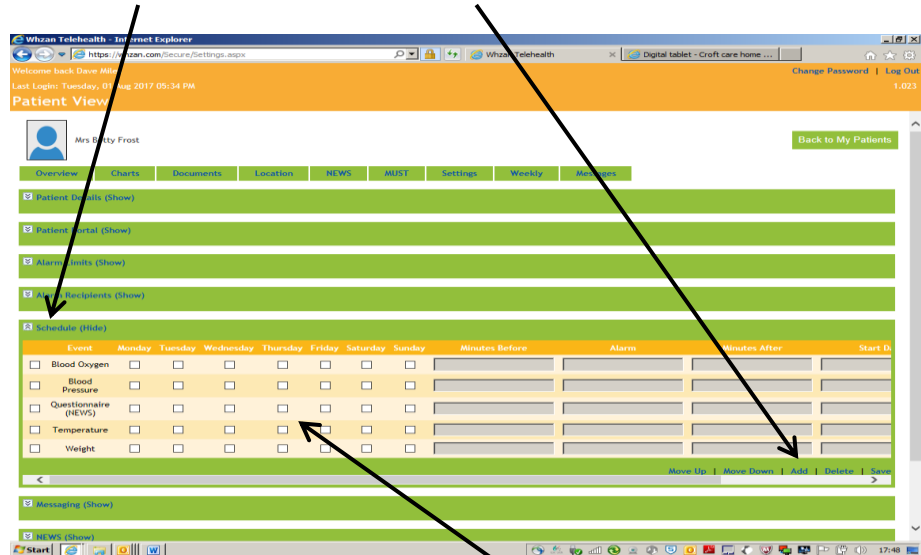 Whzan Telehealth - Internet Explorer
https://whzan.com/Secure/Settings.aspx
Whzan Telehealth
Digital tablet - Croft care home ...
Welcome back Dave
Change Password | Log Out
Last Login: Tuesday, 01 Aug 2017 05:34 PM
1.023
Patient View
Mrs Betty Frost
Back to My Patients
Overview Charts Documents Location NEWS MUST Settings Weekly Messages
Patient Details (Show)
Patient Portal (Show)
Alarm Limits (Show)
Alarm Recipients (Show)
Schedule (Hide)
Event Monday Tuesday Wednesday Thursday Friday Saturday Sunday Minutes Before Alarm Minutes After Start
Blood Oxygen
Blood
Pressure
Questionnaire
(NEWS)
Temperature
Weight
Move Up | Move Down | Add | Delete | Save
Messaging (Show)
NEWS (Show)
Start
17:48